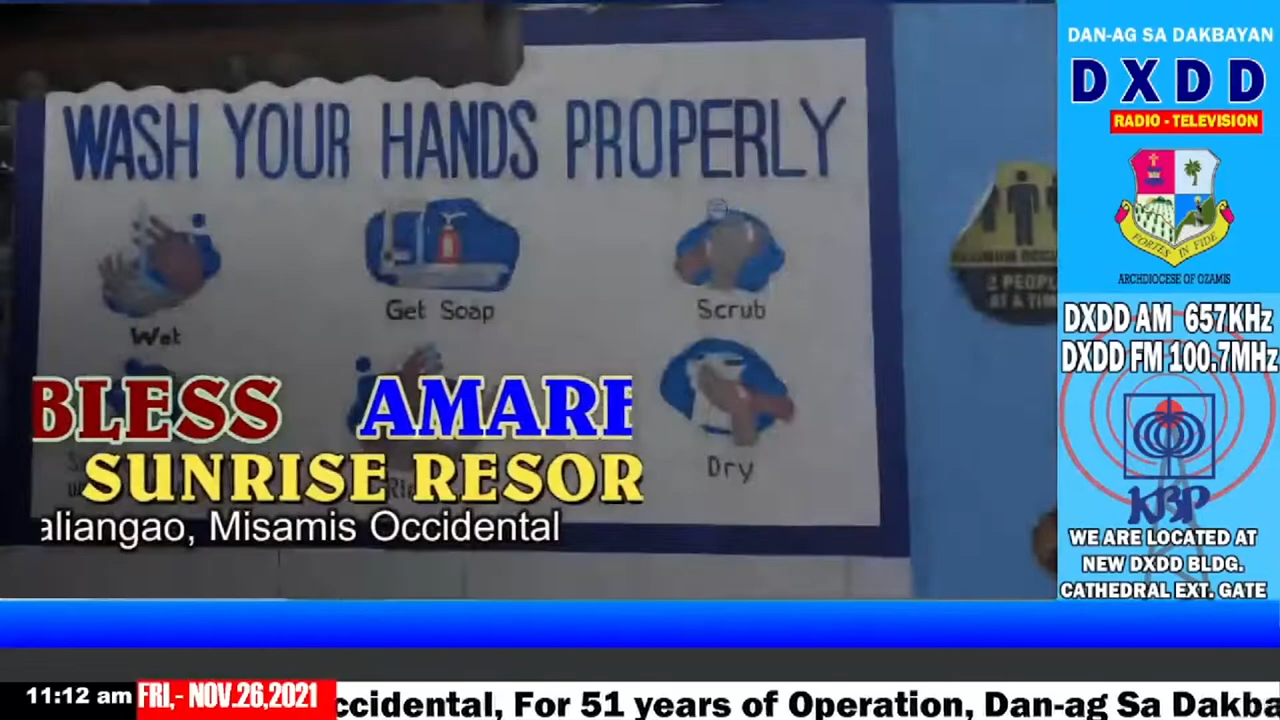 WASH YOUR HANDS PROPERLY
Wet
Get Soap
Scrub
Dry
BLESS AMARE
SUNRISE RESOR
aliangao, Misamis Occidental
2 PEOPL
AT A TIM
DAN-AG SA DAKBAYAN
DXDD
RADIO - TELEVISION
FORTES IN FIDE
ARCHDIOCESE OF OZAMIS
DXDD AM 657KHz
DXDD FM 100.7MHz
KBP
WE ARE LOCATED AT
NEW DXDD BLDG.
CATHEDRAL EXT. GATE
11:12 am FRI,- NOV.26,2021 ccidental, For 51 years of Operation, Dan-ag Sa Dakba